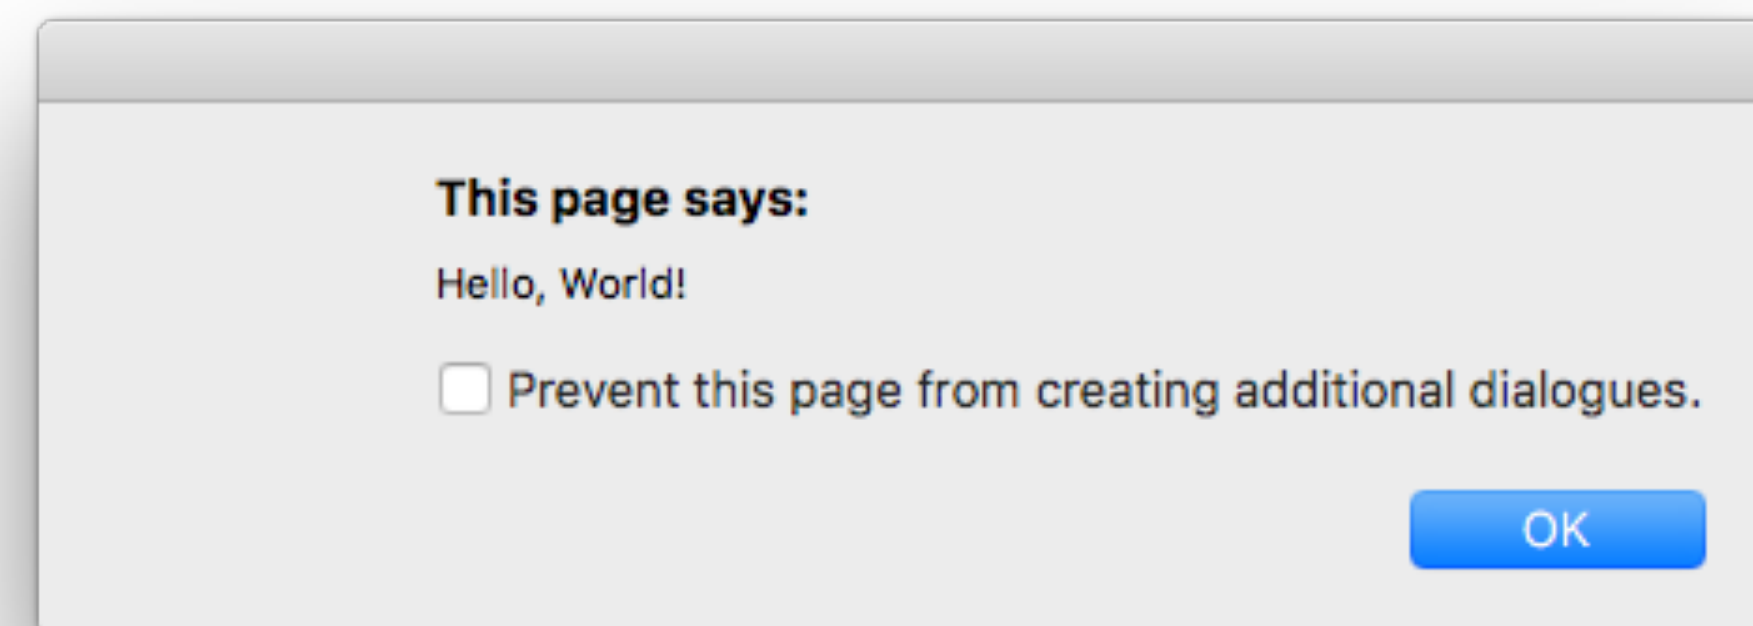 This page says:
Hello, World!
Prevent this page from creating additional dialogues.
OK